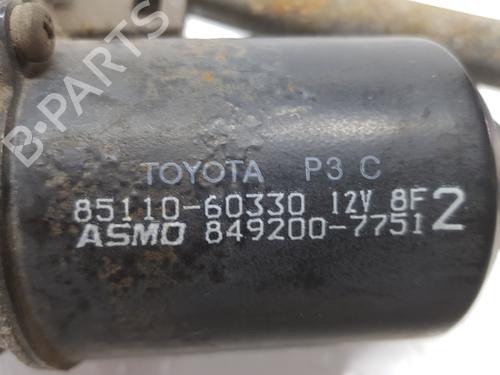 B-PARTS
TOYOTA P3 C
85110-60330 12V 8F 2
ASMO 849200-7751